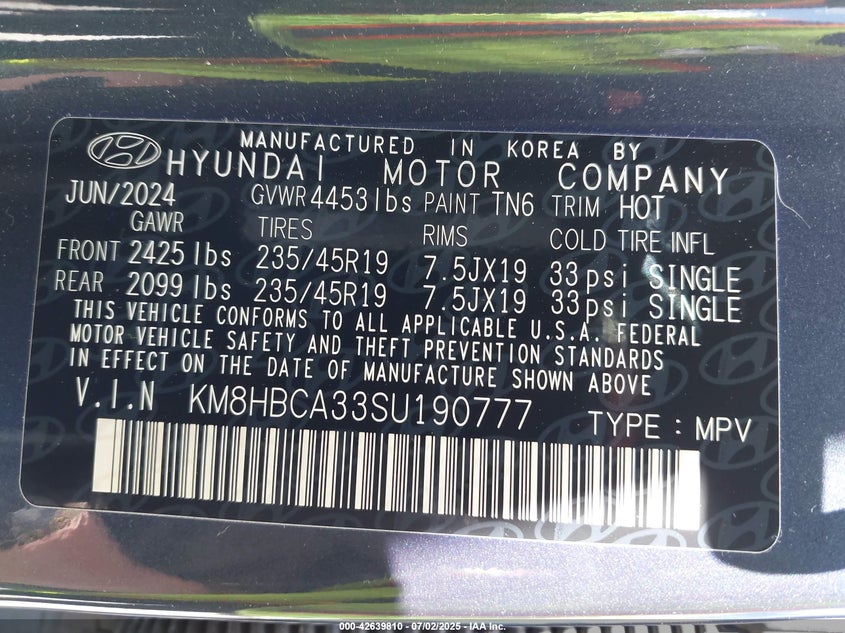 MANUFACTURED IN KOREA BY
HYUNDAI MOTOR COMPANY
JUN/2024 GVWR 4453lbs PAINT TN6 TRIM HOT
GAWR TIRES RIMS COLD TIRE INFL
FRONT 2425 lbs 235/45R19 7.5JX19 33psi SINGLE
REAR 2099 lbs 235/45R19 7.5JX19 33psi SINGLE
THIS VEHICLE CONFORMS TO ALL APPLICABLE U.S.A. FEDERAL
MOTOR VEHICLE SAFETY AND THEFT PREVENTION STANDARDS
IN EFFECT ON THE DATE OF MANUFACTURE SHOWN ABOVE
V.I.N KM8HBCA33SU190777 TYPE : MPV
000-42639810 - 07/02/2025 - IAA Inc.